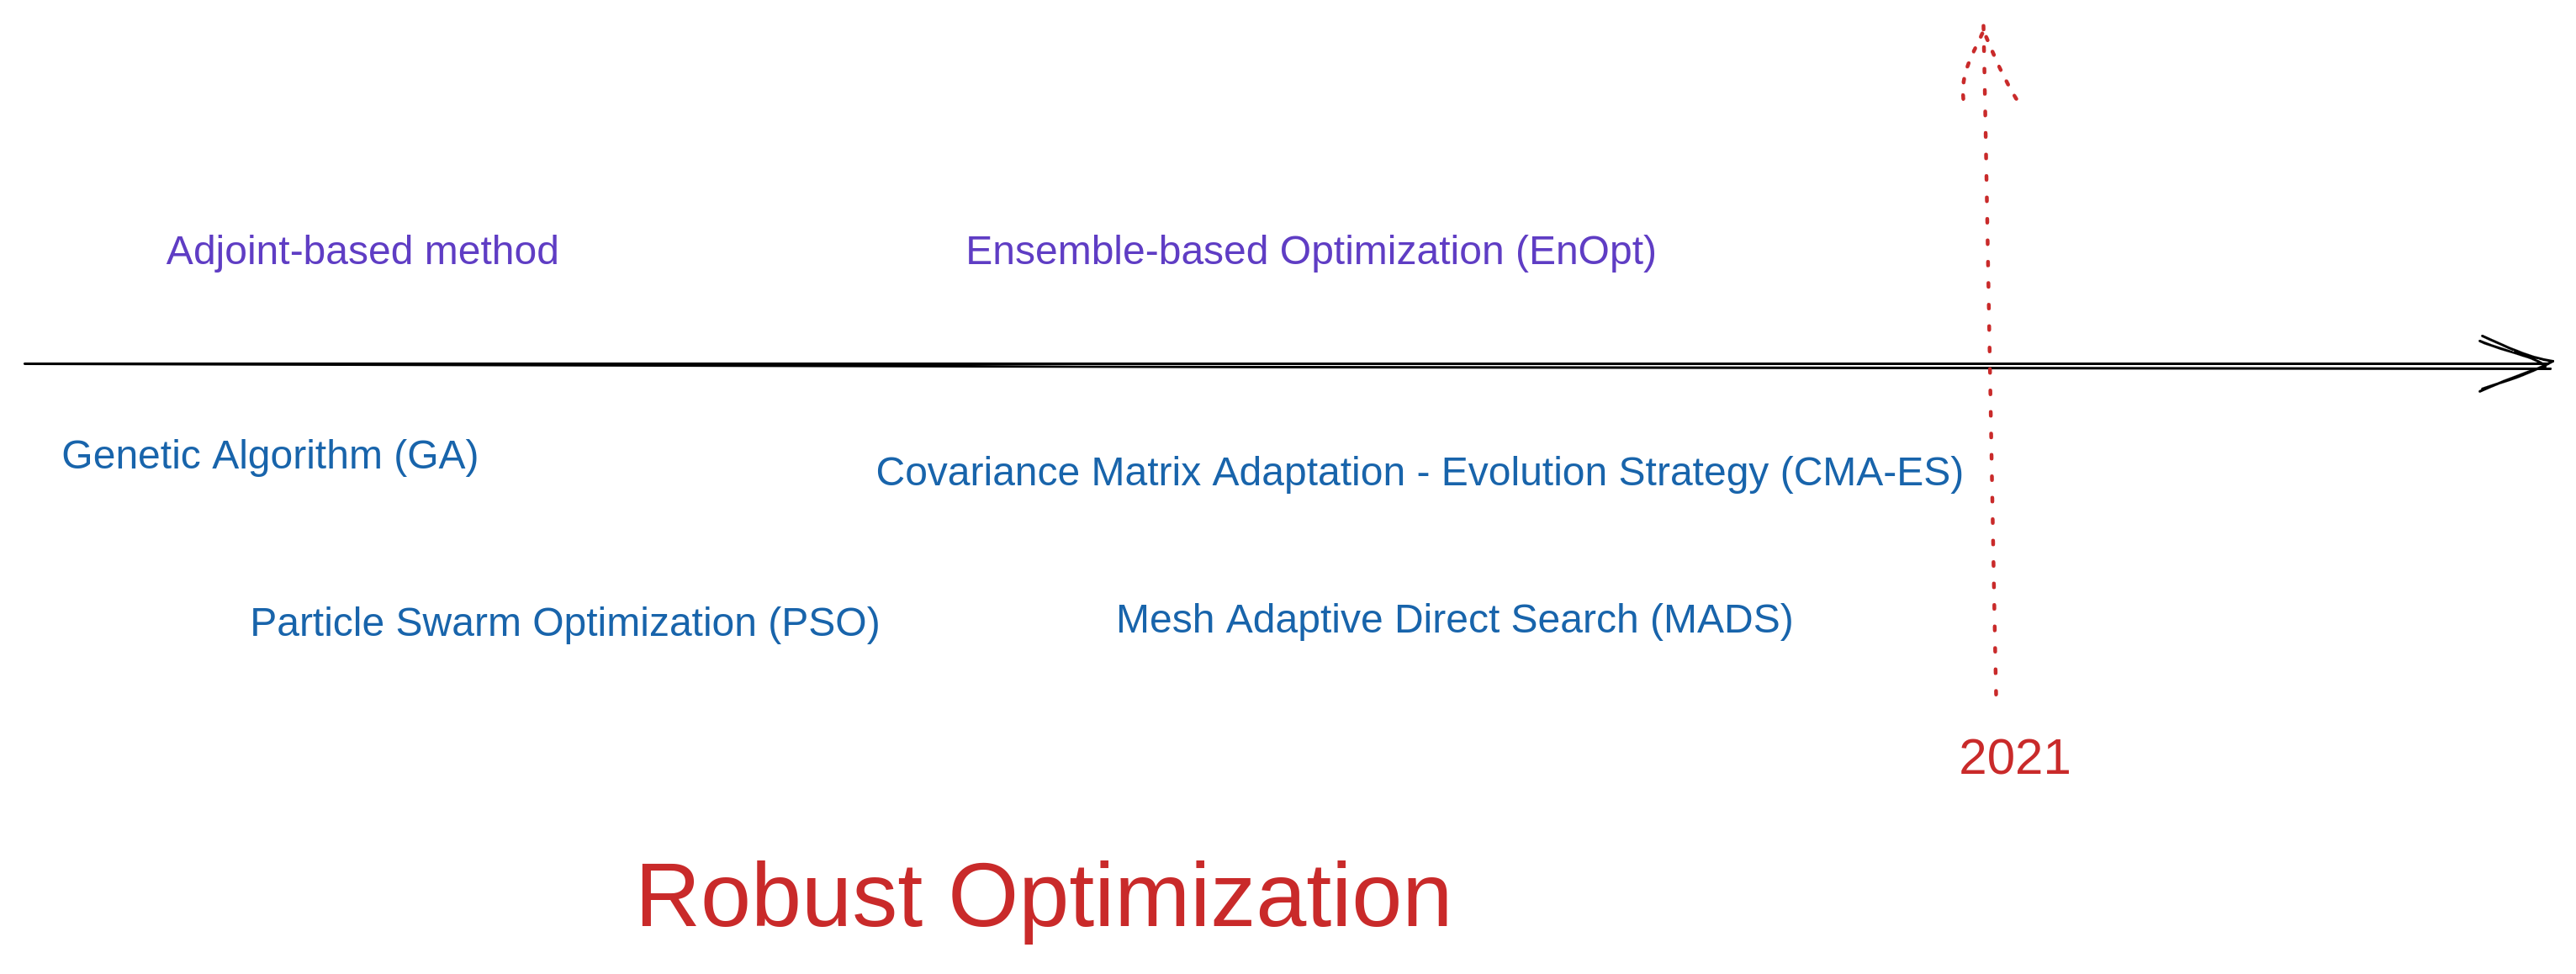 Adjoint-based method
Ensemble-based Optimization (EnOpt)
Genetic Algorithm (GA)
Covariance Matrix Adaptation - Evolution Strategy (CMA-ES)
Particle Swarm Optimization (PSO)
Mesh Adaptive Direct Search (MADS)
2021
Robust Optimization